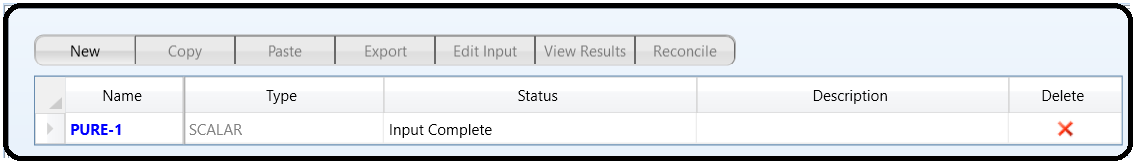 New Copy Paste Export Edit Input View Results Reconcile
Name Type Status Description Delete
PURE-1 SCALAR Input Complete